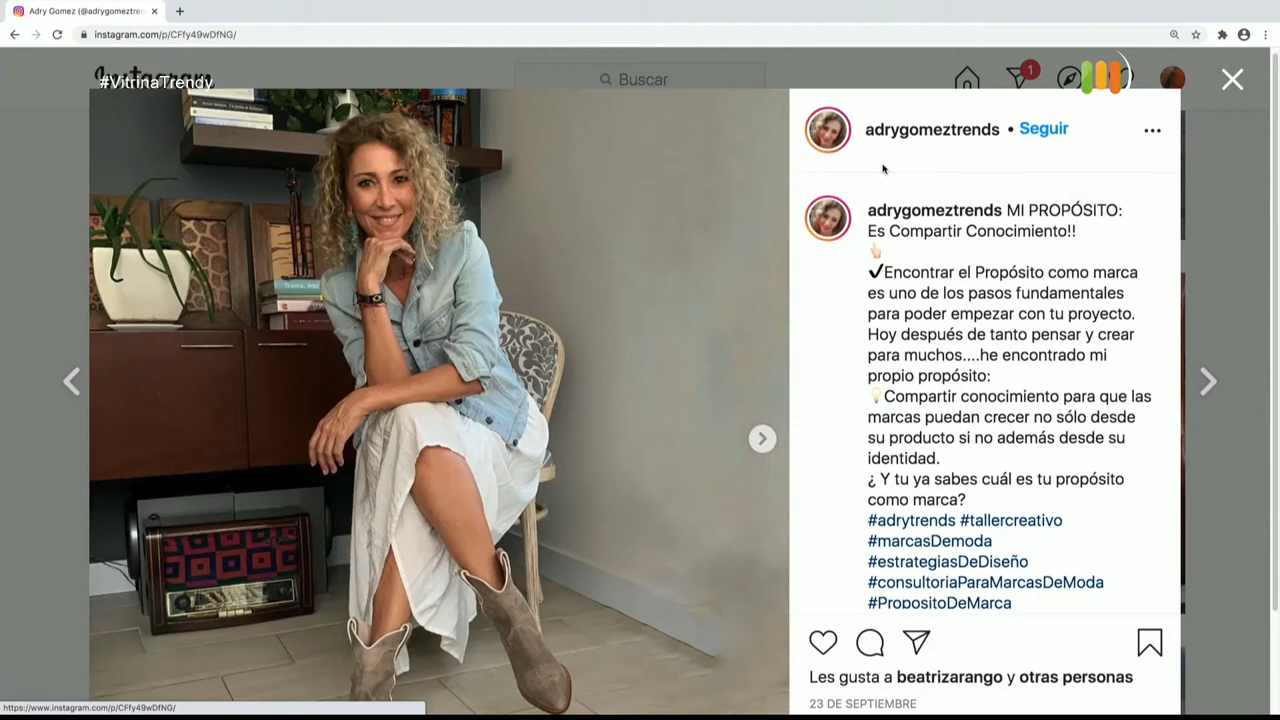 Adry Gomez (@adrygomeztren
instagram.com/p/CFfy49wDfNG/
Instagram
#VitrinaTrendy
Buscar
1
adrygomeztrends • Seguir
adrygomeztrends MI PROPÓSITO:
Es Compartir Conocimiento!!
👆🏻
✔Encontrar el Propósito como marca
es uno de los pasos fundamentales
para poder empezar con tu proyecto.
Hoy después de tanto pensar y crear
para muchos....he encontrado mi
propio propósito:
💡Compartir conocimiento para que las
marcas puedan crecer no sólo desde
su producto si no además desde su
identidad.
¿ Y tu ya sabes cuál es tu propósito
como marca?
#adrytrends #tallercreativo
#marcasDemoda
#estrategiasDeDiseño
#consultoriaParaMarcasDeModa
#PropositoDeMarca
Les gusta a beatrizarango y otras personas
23 DE SEPTIEMBRE
https://www.instagram.com/p/CFfy49wDfNG/